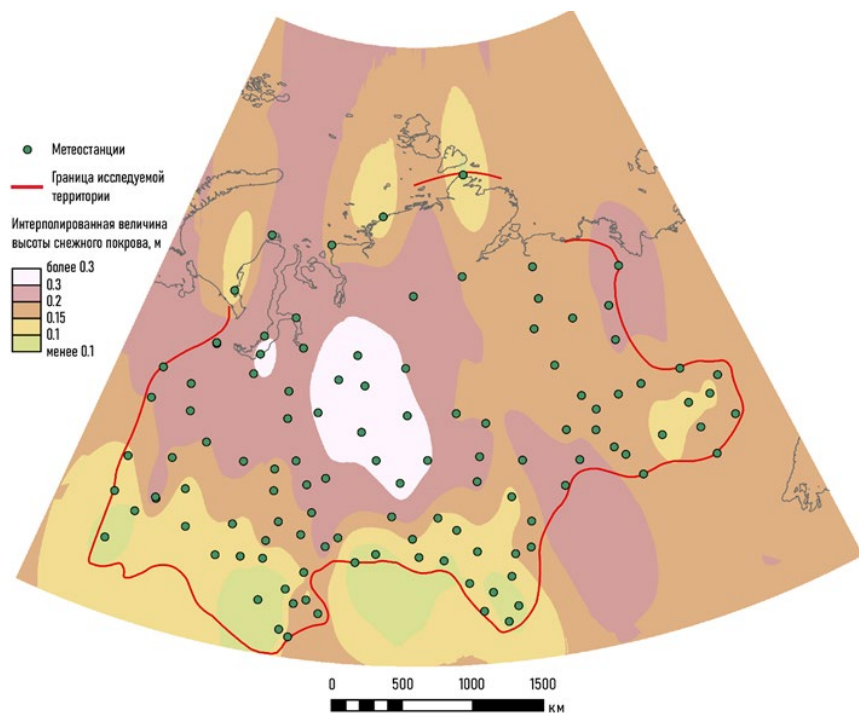 Метеостанции
Граница исследуемой
территории
Интерполированная величина
высоты снежного покрова, м
более 0.3
0.3
0.2
0.15
0.1
менее 0.1
0 500 1000 1500
км